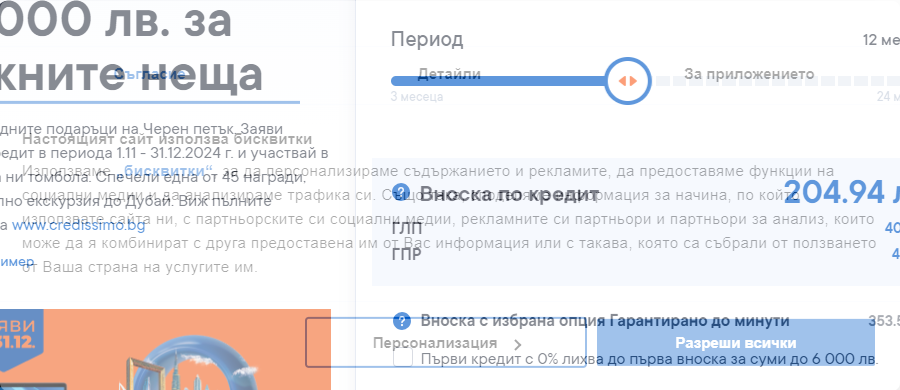 000 лв. за
жните неща
дните подаръци на Черен петък. Заяви
едит в периода 1.11 - 31.12.2024 г. и участвай в
ни томбола. Спечели една от 45 награди,
лно екскурзия до Дубай. Виж пълните
а www.credissimo.bg
имер.
ЯВИ
31.12.
Период
12 ме
3 месеца
24 м
Вноска по кредит
204.94 л
ГЛП
40
ГПР
4
Вноска с избрана опция Гарантирано до минути
353.5
Първи кредит с 0% лихва до първа вноска за суми до 6 000 лв.
Съгласие
Детайли
За приложението
Настоящият сайт използва бисквитки
Използваме „бисквитки“, за да персонализираме съдържанието и рекламите, да предоставяме функции на
социални медии и да анализираме трафика си. Също така споделяме информация за начина, по който
използвате сайта ни, с партньорските си социални медии, рекламните си партньори и партньори за анализ, които
може да я комбинират с друга предоставена им от Вас информация или с такава, която са събрали от ползването
от Ваша страна на услугите им.
Персонализация
Разреши всички